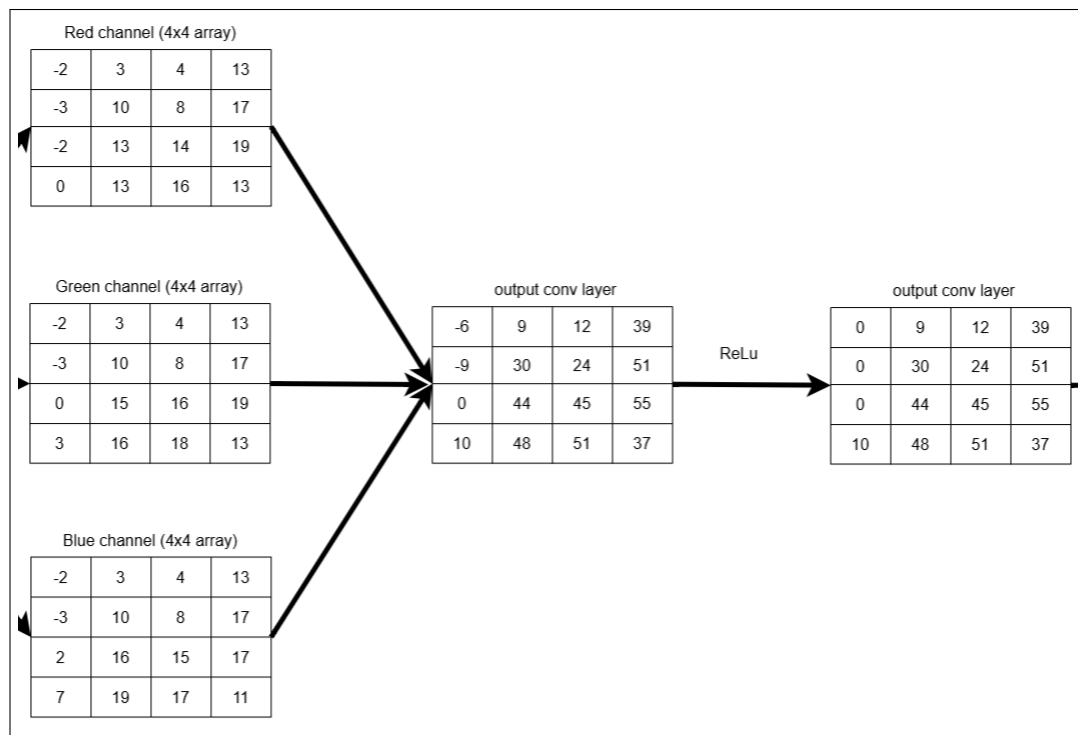 Red channel (4x4 array)
-2 3 4 13
-3 10 8 17
-2 13 14 19
0 13 16 13
Green channel (4x4 array)
-2 3 4 13
-3 10 8 17
0 15 16 19
3 16 18 13
Blue channel (4x4 array)
-2 3 4 13
-3 10 8 17
2 16 15 17
7 19 17 11
output conv layer
-6 9 12 39
-9 30 24 51
0 44 45 55
10 48 51 37
ReLu
output conv layer
0 9 12 39
0 30 24 51
0 44 45 55
10 48 51 37